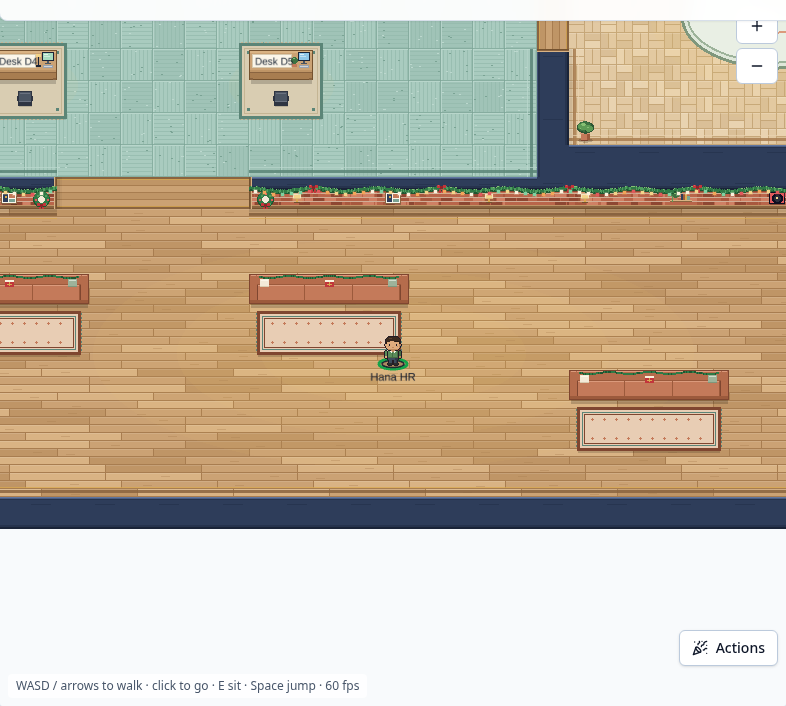 Desk D4
Desk D5
Hana HR
Actions
WASD / arrows to walk · click to go · E sit · Space jump · 60 fps